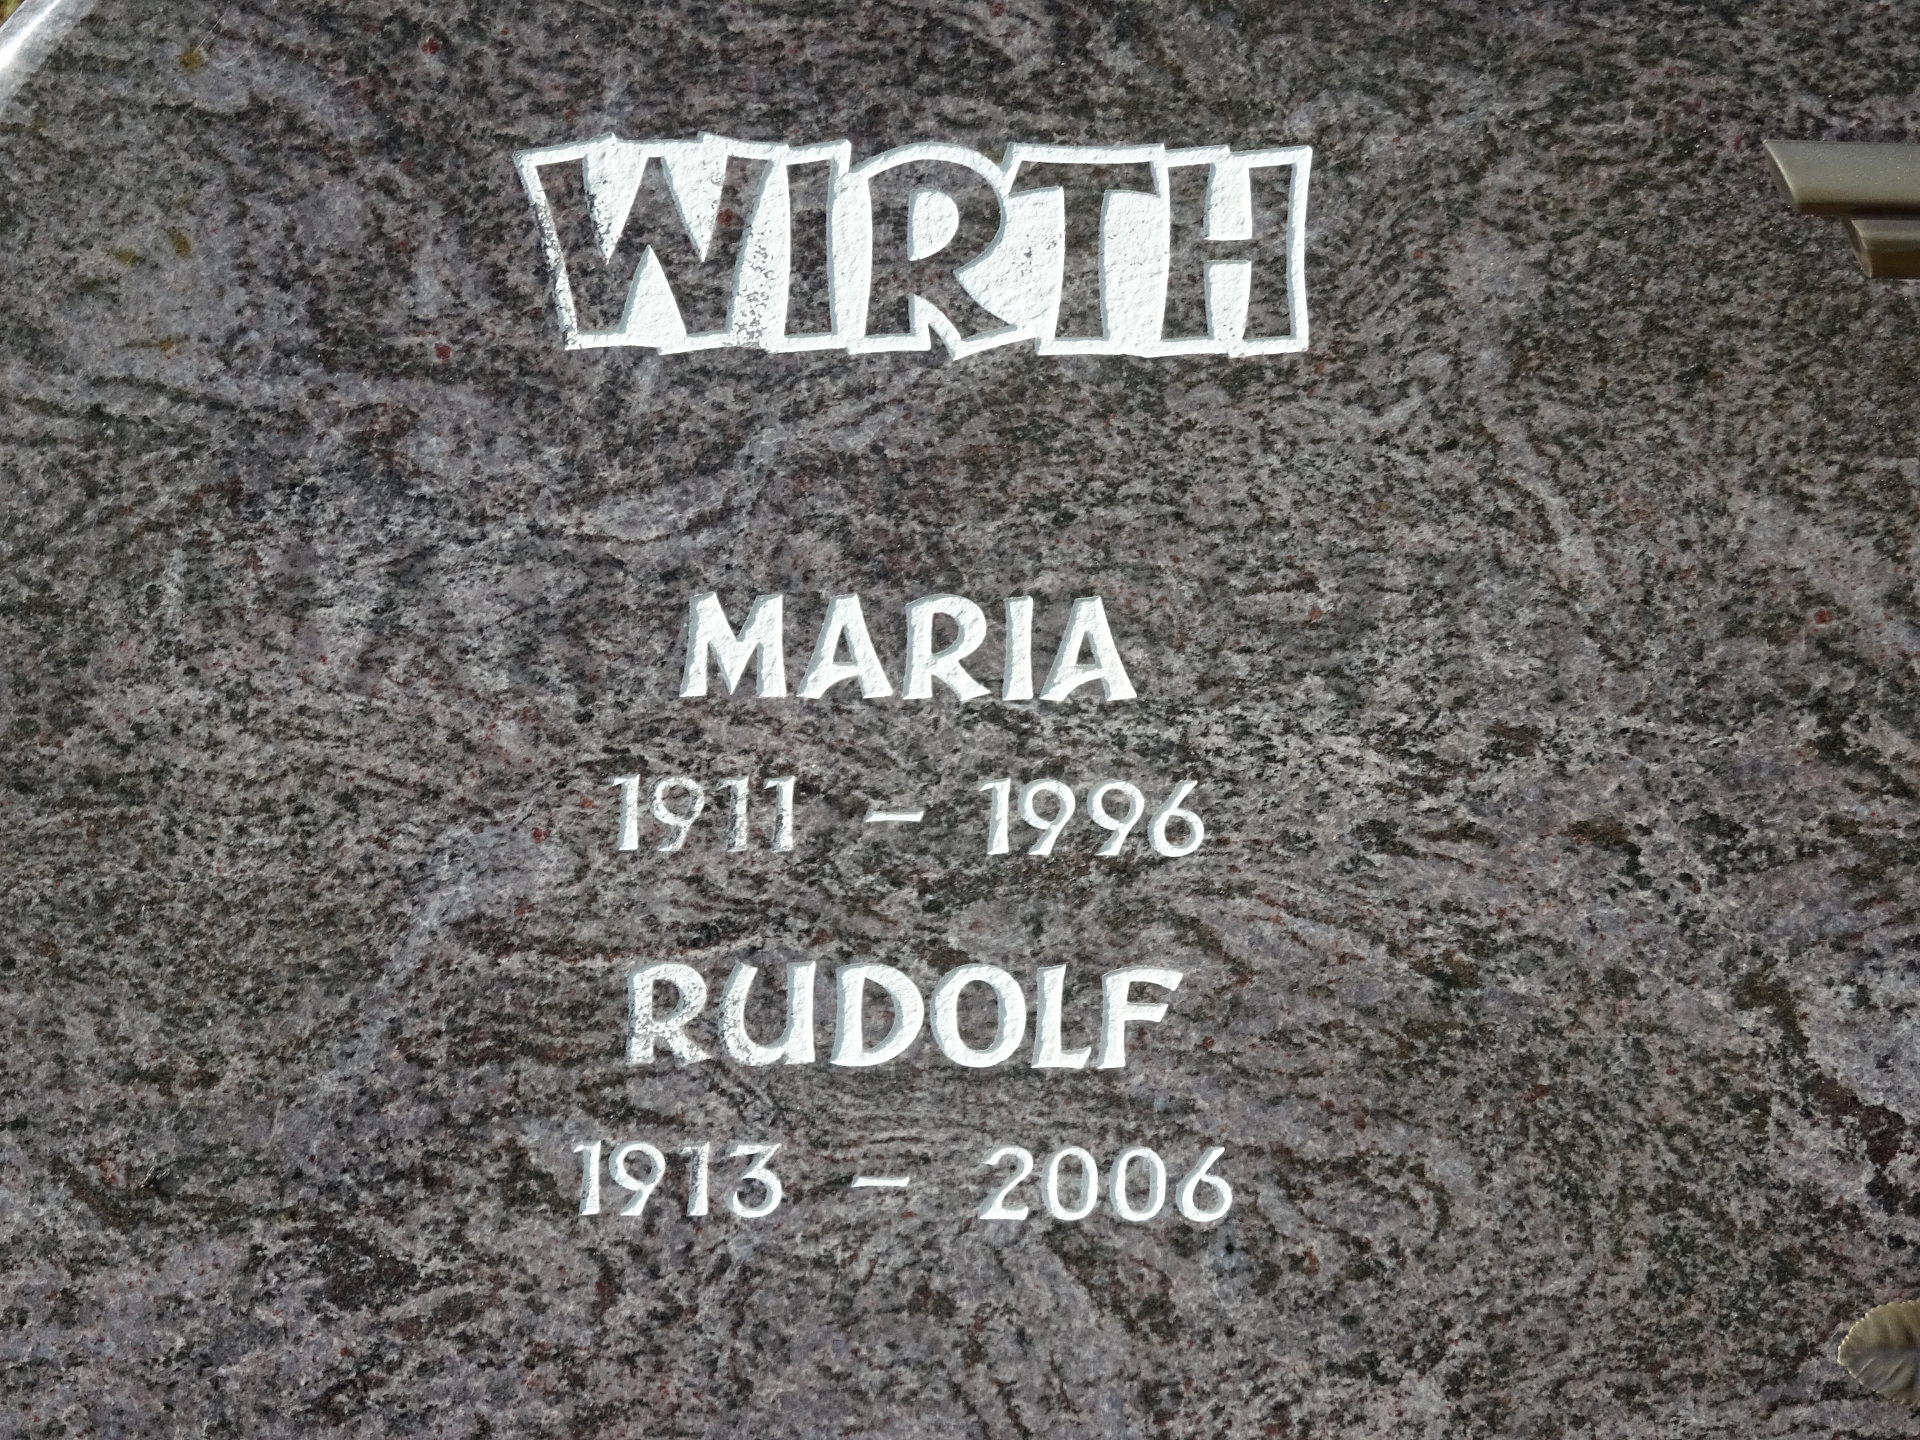 WIRTH
MARIA
1911 – 1996
RUDOLF
1913 – 2006